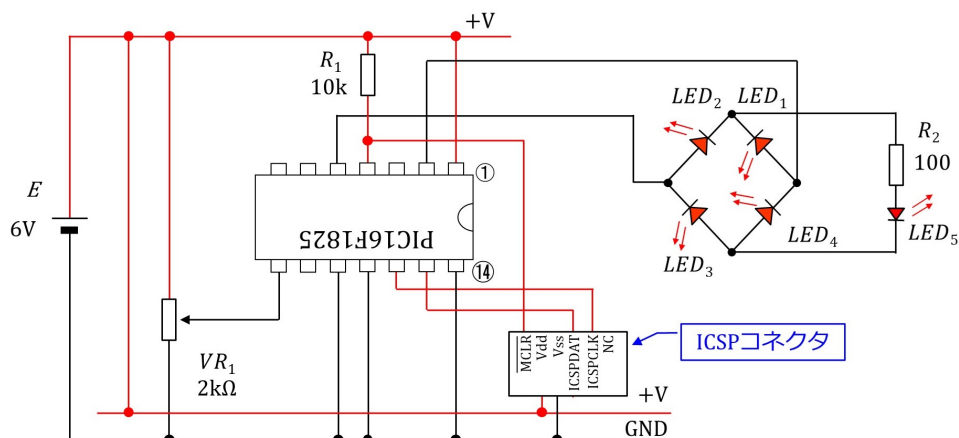 +V
R1
10k
LED2
LED1
R2
100
①
E
6V
PIC16F1825
⑭
LED4
LED5
LED3
MCLR
Vdd
Vss
ICSPDAT
ICSPCLK
NC
ICSPコネクタ
VR1
2kΩ
+V
GND